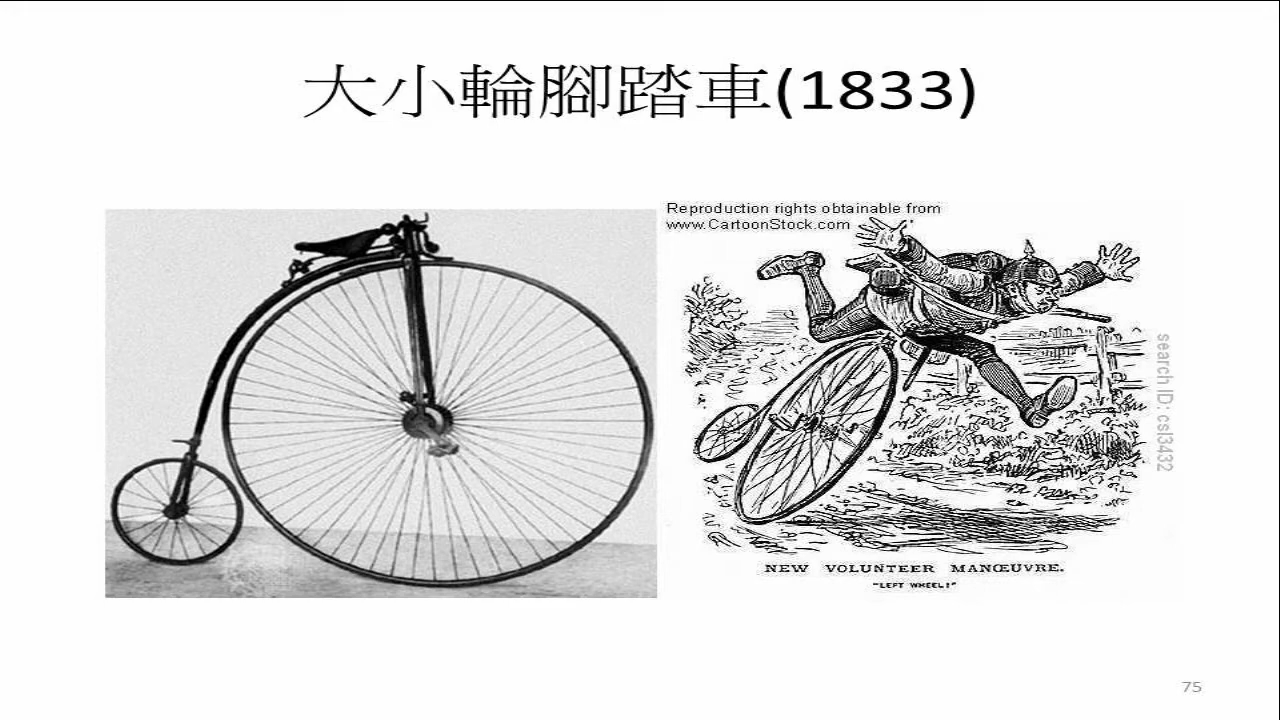 大小輪腳踏車(1833)
Reproduction rights obtainable from
www.CartoonStock.com
search ID: csl3432
NEW VOLUNTEER MANŒUVRE.
"LEFT WHEEL!"
75